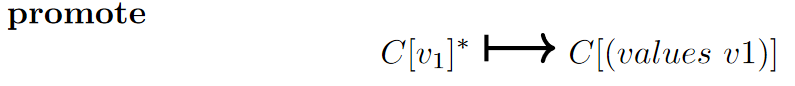 promote
C[v₁]* ⟼ C[(values v1)]